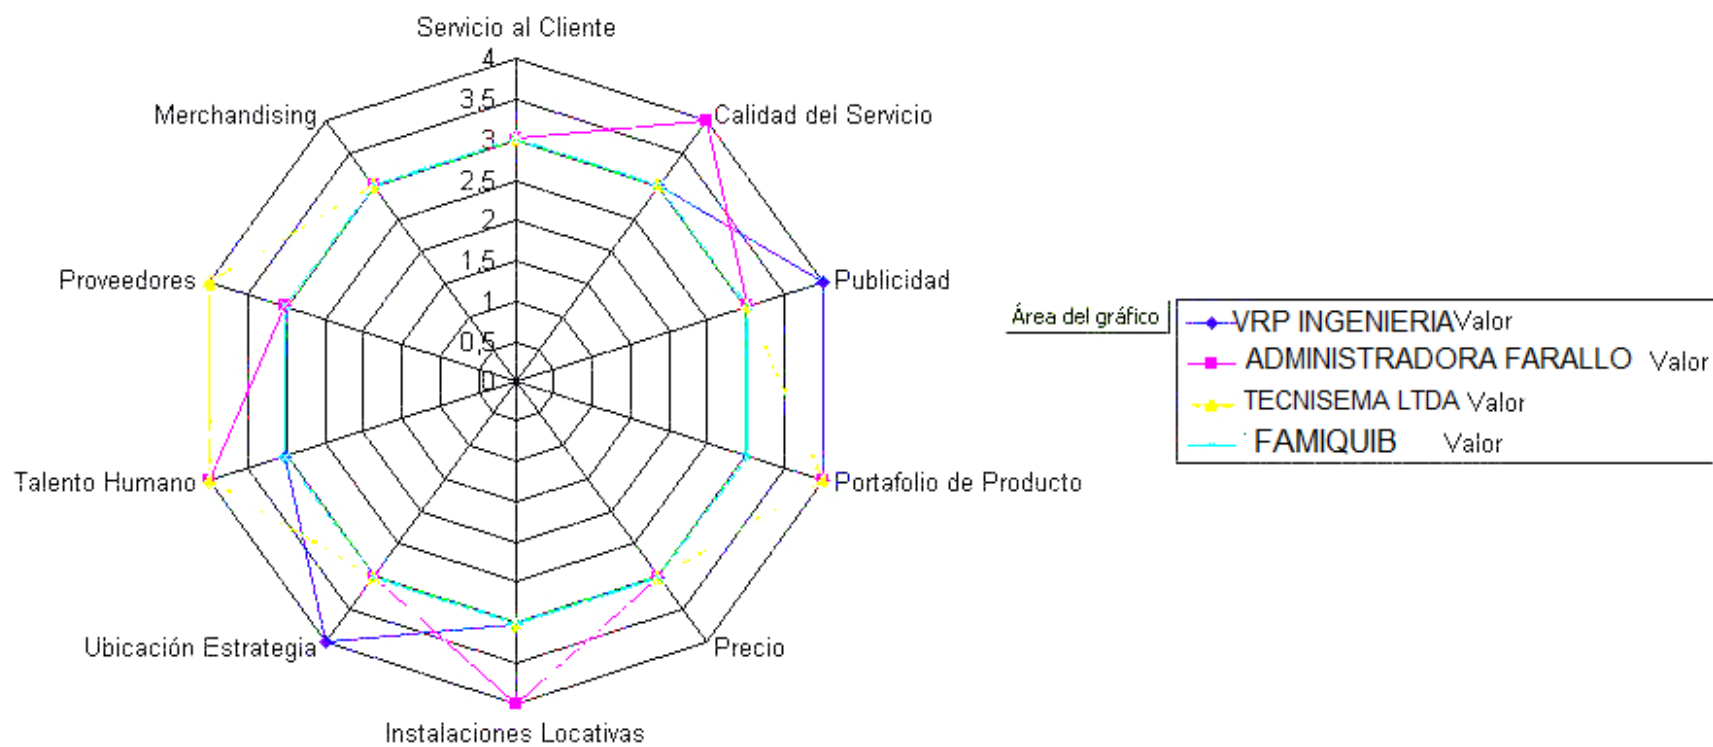 Servicio al Cliente
4
3,5
3
2,5
2
1,5
1
0,5
0
Merchandising
Calidad del Servicio
Proveedores
Publicidad
Talento Humano
Portafolio de Producto
Ubicación Estrategia
Precio
Instalaciones Locativas
Área del gráfico
VRP INGENIERIA Valor
ADMINISTRADORA FARALLO Valor
TECNISEMA LTDA Valor
FAMIQUIB Valor